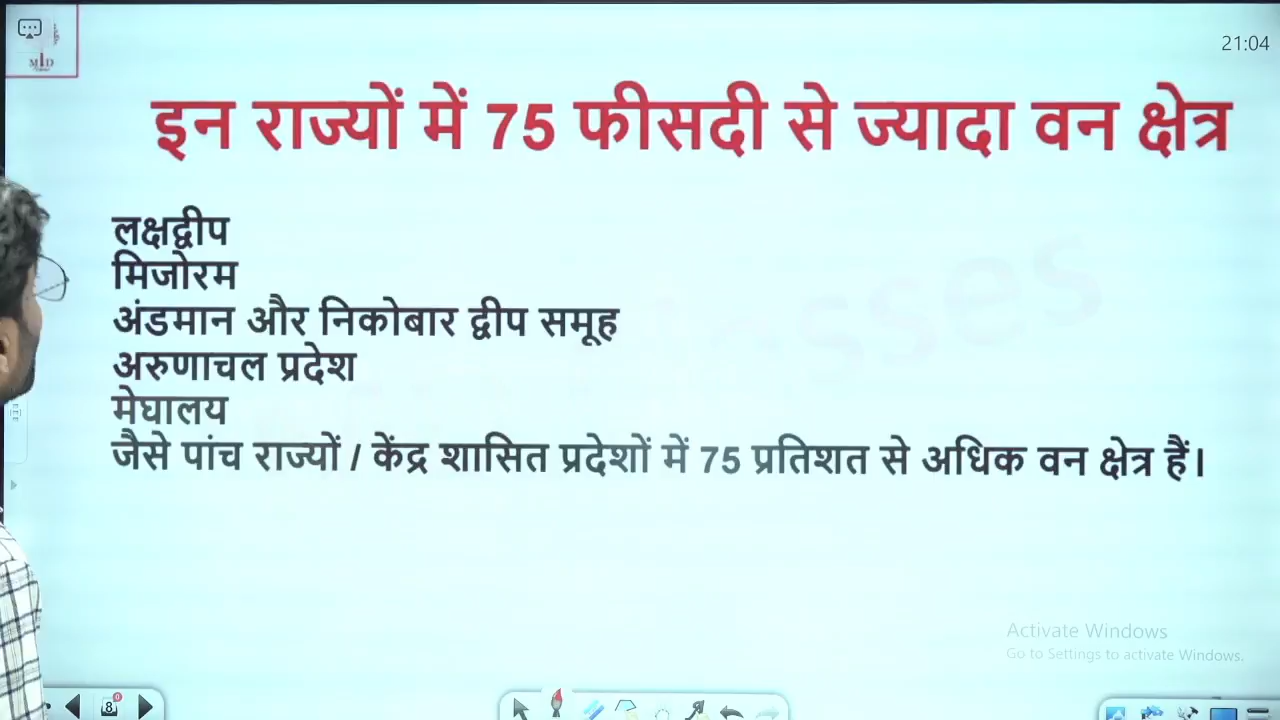 21:04
इन राज्यों में 75 फीसदी से ज्यादा वन क्षेत्र
लक्षद्वीप
मिजोरम
अंडमान और निकोबार द्वीप समूह
अरुणाचल प्रदेश
मेघालय
जैसे पांच राज्यों / केंद्र शासित प्रदेशों में 75 प्रतिशत से अधिक वन क्षेत्र हैं।
Activate Windows
Go to Settings to activate Windows.
8
0